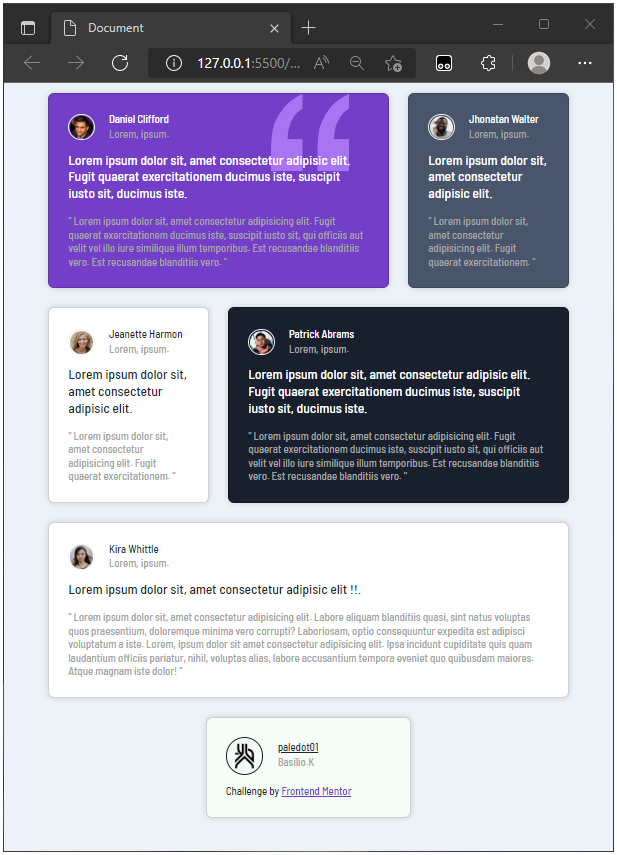 Document
127.0.0.1:5500/...
Daniel Clifford
Lorem, ipsum.
Lorem ipsum dolor sit, amet consectetur adipisic elit.
Fugit quaerat exercitationem ducimus iste, suscipit
iusto sit, ducimus iste.
" Lorem ipsum dolor sit, amet consectetur adipisicing elit. Fugit
quaerat exercitationem ducimus iste, suscipit iusto sit, qui officiis aut
velit vel illo iure similique illum temporibus. Est recusandae blanditiis
vero. Est recusandae blanditiis vero. "
Jhonatan Walter
Lorem, ipsum.
Lorem ipsum dolor sit,
amet consectetur
adipisic elit.
" Lorem ipsum dolor sit,
amet consectetur
adipisicing elit. Fugit
quaerat exercitationem. "
Jeanette Harmon
Lorem, ipsum.
Lorem ipsum dolor sit,
amet consectetur
adipisic elit.
" Lorem ipsum dolor sit,
amet consectetur
adipisicing elit. Fugit
quaerat exercitationem. "
Patrick Abrams
Lorem, ipsum.
Lorem ipsum dolor sit, amet consectetur adipisic elit.
Fugit quaerat exercitationem ducimus iste, suscipit
iusto sit, ducimus iste.
" Lorem ipsum dolor sit, amet consectetur adipisicing elit. Fugit
quaerat exercitationem ducimus iste, suscipit iusto sit, qui officiis aut
velit vel illo iure similique illum temporibus. Est recusandae blanditiis
vero. Est recusandae blanditiis vero. "
Kira Whittle
Lorem, ipsum.
Lorem ipsum dolor sit, amet consectetur adipisic elit !!.
" Lorem ipsum dolor sit, amet consectetur adipisicing elit. Labore aliquam blanditiis quasi, sint natus voluptas
quos praesentium, doloremque minima vero corrupti? Laboriosam, optio consequuntur expedita est adipisci
voluptatum a iste. Lorem, ipsum dolor sit amet consectetur adipisicing elit. Ipsa incidunt cupiditate quis quam
laudantium officiis pariatur, nihil, voluptas alias, labore accusantium tempora eveniet quo quibusdam maiores.
Atque magnam iste dolor! "
paledot01
Basilio.K
Challenge by Frontend Mentor